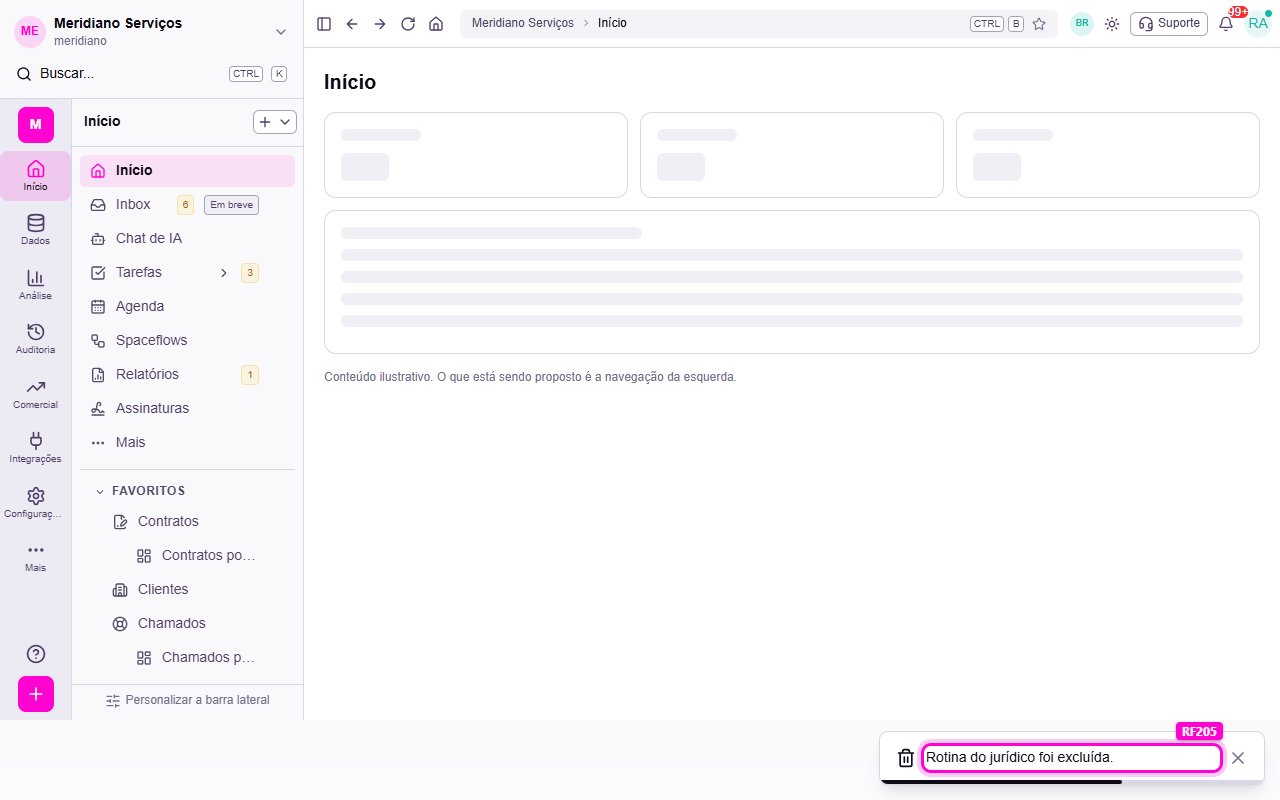 ME
Meridiano Serviços
meridiano
Buscar...
CTRL K
Meridiano Serviços > Início
CTRL B
BR
Suporte
99+
RA
M
Início
Dados
Análise
Auditoria
Comercial
Integrações
Configuraç...
Mais
Início
Início
Inbox 6 Em breve
Chat de IA
Tarefas 3
Agenda
Spaceflows
Relatórios 1
Assinaturas
Mais
FAVORITOS
Contratos
Contratos po...
Clientes
Chamados
Chamados p...
Personalizar a barra lateral
Início
Conteúdo ilustrativo. O que está sendo proposto é a navegação da esquerda.
RF205
Rotina do jurídico foi excluída.